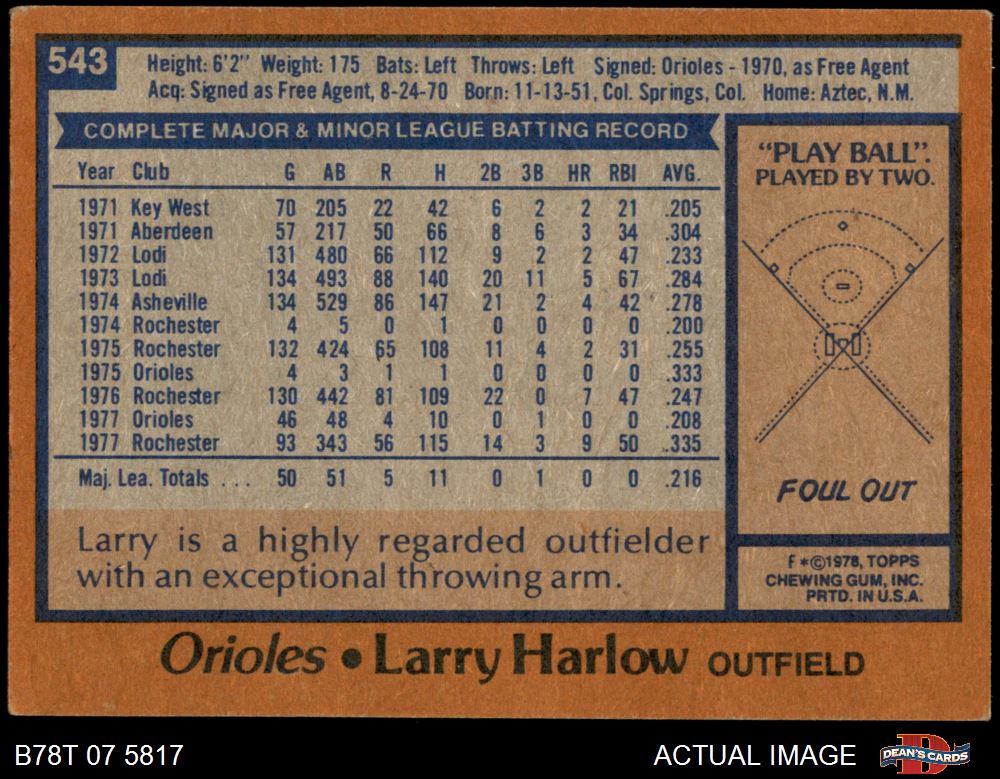 543
Height: 6'2" Weight: 175 Bats: Left Throws: Left Signed: Orioles - 1970, as Free Agent
Acq: Signed as Free Agent, 8-24-70 Born: 11-13-51, Col. Springs, Col. Home: Aztec, N.M.
COMPLETE MAJOR & MINOR LEAGUE BATTING RECORD
Year Club G AB R H 2B 3B HR RBI AVG.
1971 Key West 70 205 22 42 6 2 2 21 .205
1971 Aberdeen 57 217 50 66 8 6 3 34 .304
1972 Lodi 131 480 66 112 9 2 2 47 .233
1973 Lodi 134 493 88 140 20 11 5 67 .284
1974 Asheville 134 529 86 147 21 2 4 42 .278
1974 Rochester 4 5 0 1 0 0 0 0 .200
1975 Rochester 132 424 65 108 11 4 2 31 .255
1975 Orioles 4 3 1 1 0 0 0 0 .333
1976 Rochester 130 442 81 109 22 0 7 47 .247
1977 Orioles 46 48 4 10 0 1 0 0 .208
1977 Rochester 93 343 56 115 14 3 9 50 .335
Maj. Lea. Totals ... 50 51 5 11 0 1 0 0 .216
Larry is a highly regarded outfielder
with an exceptional throwing arm.
"PLAY BALL".
PLAYED BY TWO.
FOUL OUT
F *©1978, TOPPS
CHEWING GUM, INC.
PRTD. IN U.S.A.
Orioles • Larry Harlow OUTFIELD
B78T 07 5817
ACTUAL IMAGE
D
DEAN'S CARDS